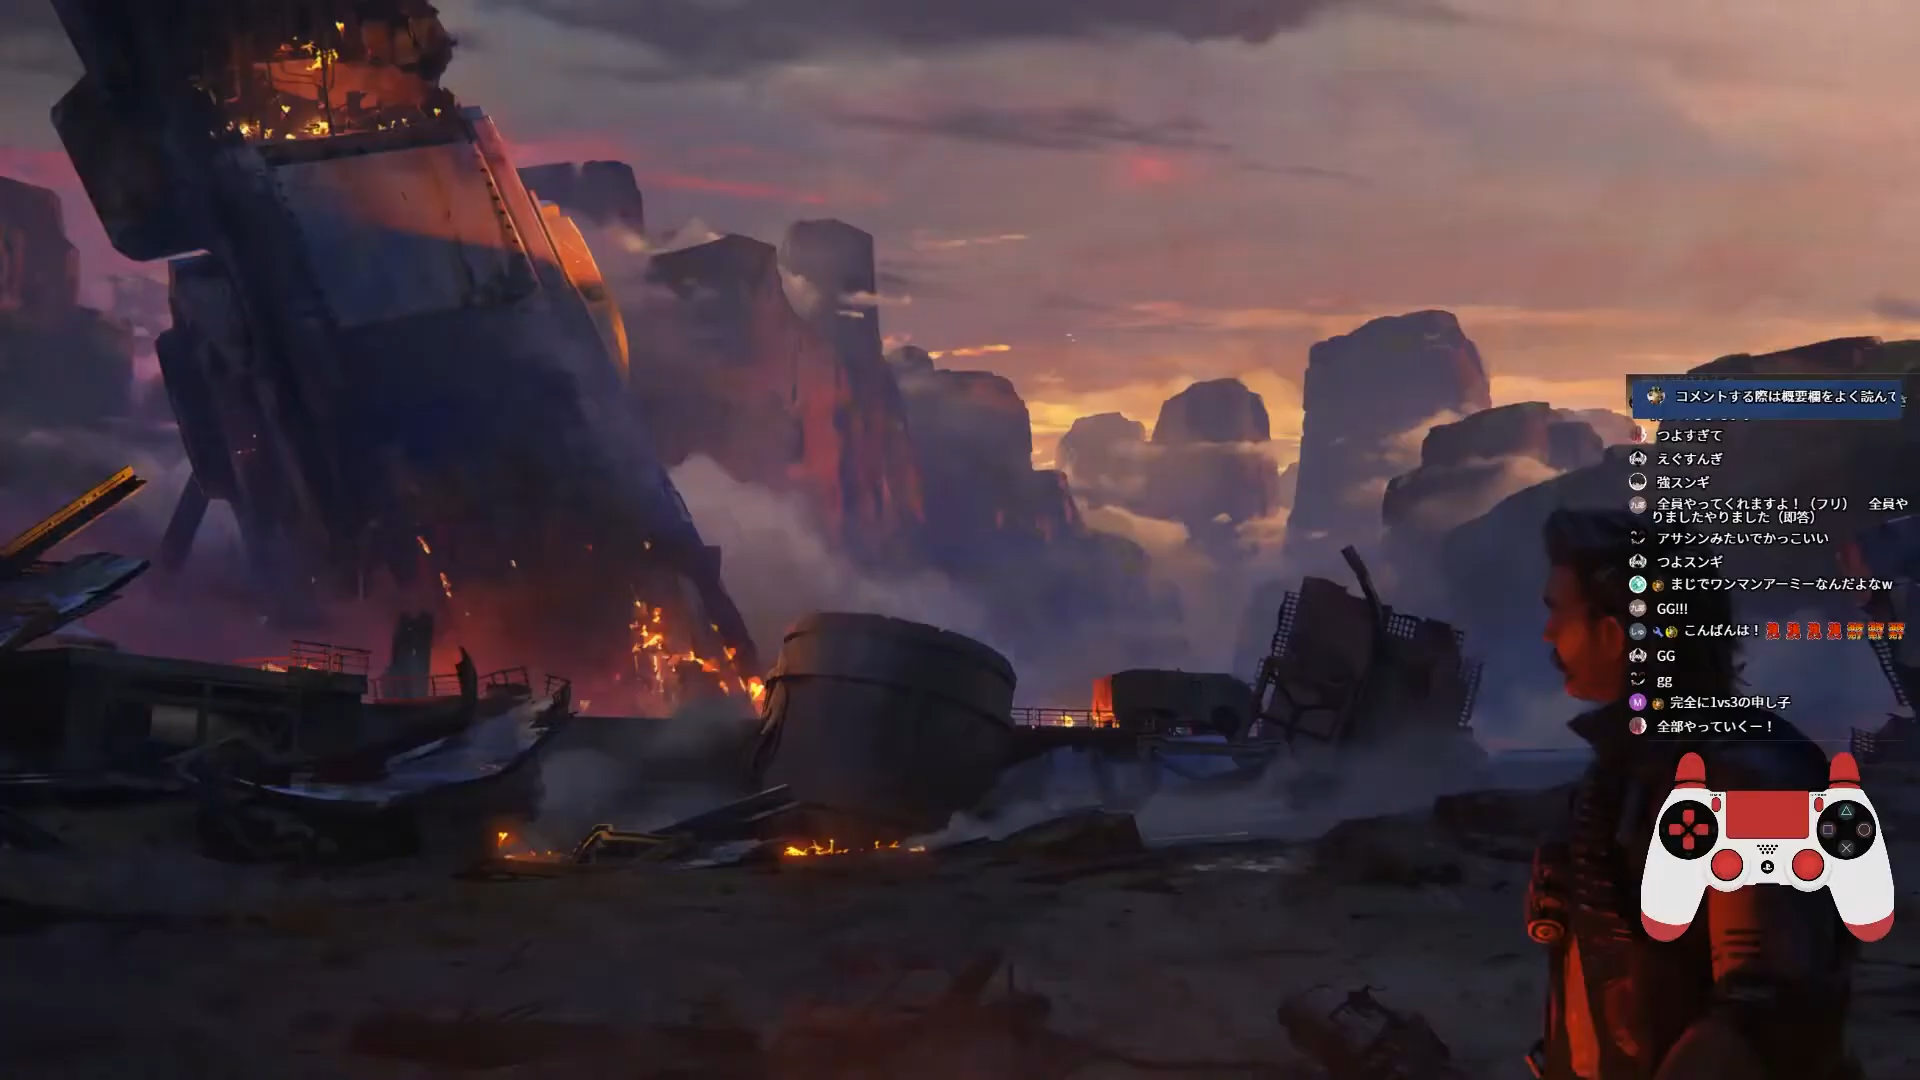 コメントする際は概要欄をよく読んで
つよすぎて
えぐすんぎ
強スンギ
全員やってくれますよ！（フリ）　全員や
りましたやりました（即答）
アサシンみたいでかっこいい
つよスンギ
まじでワンマンアーミーなんだよなw
GG!!!
こんばんは！
GG
gg
M 完全に1vs3の申し子
全部やっていくー！